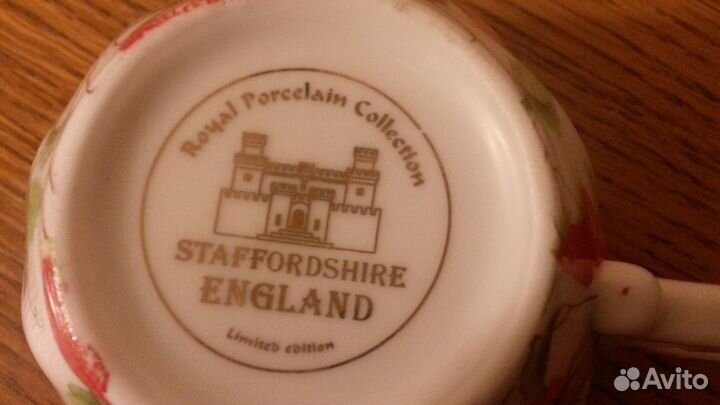 Royal Porcelain Collection
STAFFORDSHIRE
ENGLAND
Limited edition
Avito